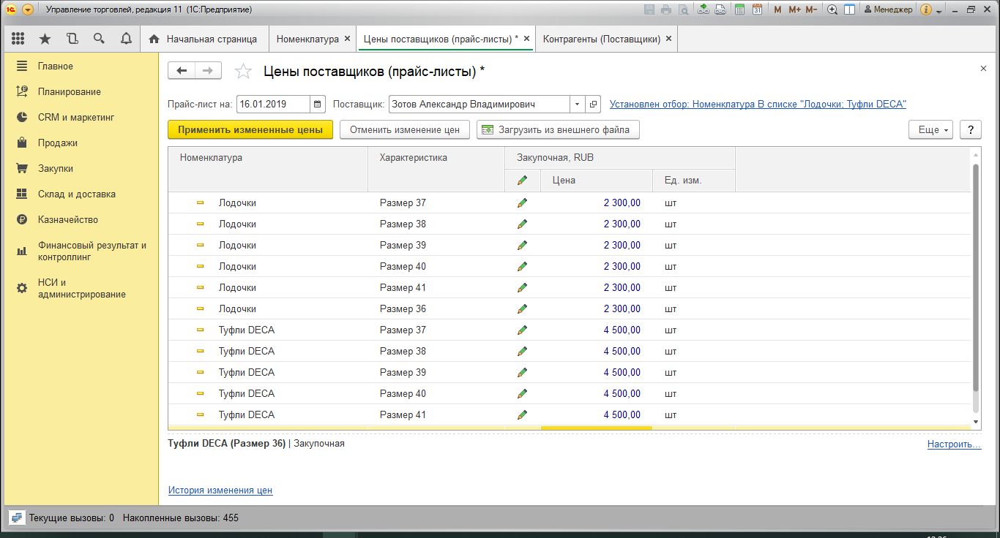 Управление торговлей, редакция 11 (1С:Предприятие)
M M+ M- Менеджер
Начальная страница Номенклатура Цены поставщиков (прайс-листы) * Контрагенты (Поставщики)
Главное
Планирование
CRM и маркетинг
Продажи
Закупки
Склад и доставка
Казначейство
Финансовый результат и
контроллинг
НСИ и
администрирование
Цены поставщиков (прайс-листы) *
Прайс-лист на: 16.01.2019 Поставщик: Зотов Александр Владимирович Установлен отбор: Номенклатура В списке "Лодочки; Туфли DECA"
Применить измененные цены Отменить изменение цен Загрузить из внешнего файла Еще ?
Номенклатура Характеристика Закупочная, RUB
Цена Ед. изм.
Лодочки Размер 37 2 300,00 шт
Лодочки Размер 38 2 300,00 шт
Лодочки Размер 39 2 300,00 шт
Лодочки Размер 40 2 300,00 шт
Лодочки Размер 41 2 300,00 шт
Лодочки Размер 36 2 300,00 шт
Туфли DECA Размер 37 4 500,00 шт
Туфли DECA Размер 38 4 500,00 шт
Туфли DECA Размер 39 4 500,00 шт
Туфли DECA Размер 40 4 500,00 шт
Туфли DECA Размер 41 4 500,00 шт
Туфли DECA (Размер 36) | Закупочная Настроить...
История изменения цен
Текущие вызовы: 0 Накопленные вызовы: 455